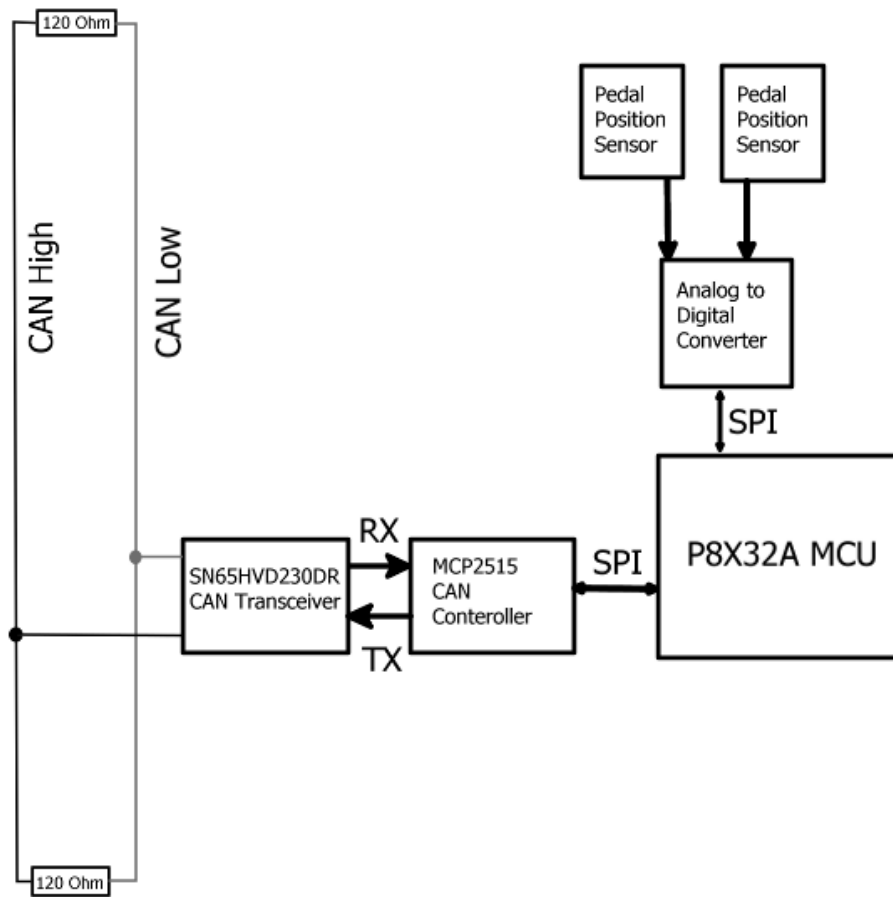 120 Ohm
Pedal
Position
Sensor
Pedal
Position
Sensor
CAN High
CAN Low
Analog to
Digital
Converter
SPI
RX
SN65HVD230DR
CAN Transceiver
MCP2515
CAN
Conteroller
SPI
P8X32A MCU
TX
120 Ohm